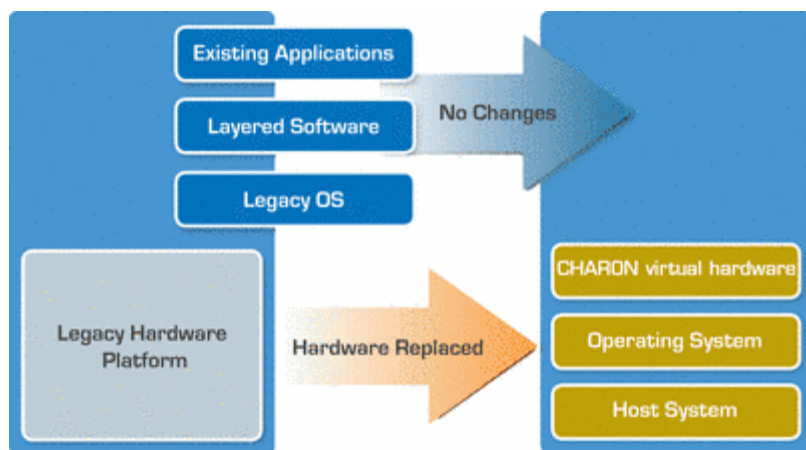 Existing Applications
Layered Software
No Changes
Legacy OS
Legacy Hardware
Platform
Hardware Replaced
CHARON virtual hardware
Operating System
Host System